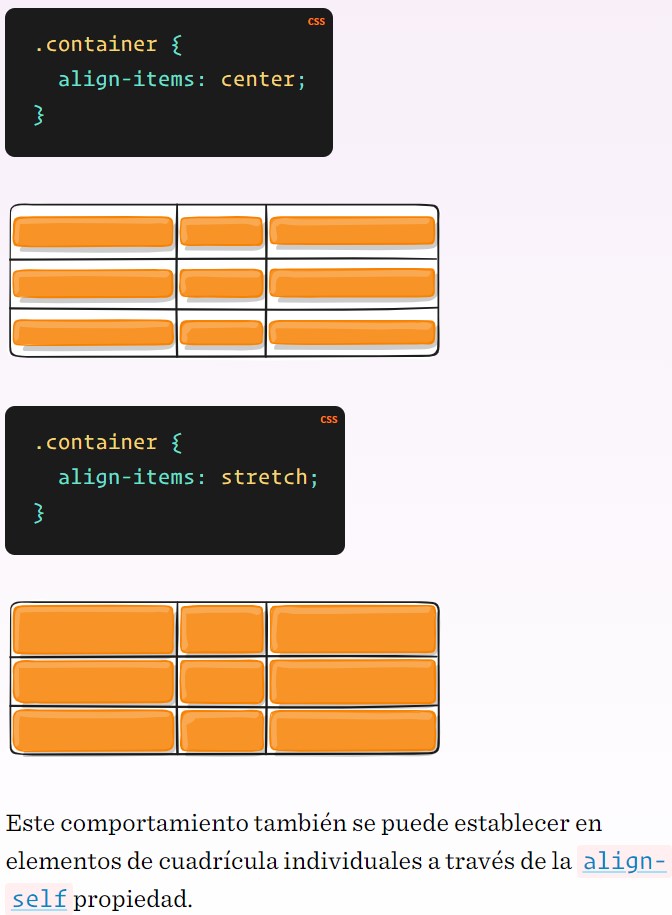 CSS
.container {
align-items: center;
}
CSS
.container {
align-items: stretch;
}
Este comportamiento también se puede establecer en
elementos de cuadrícula individuales a través de la align-
self propiedad.